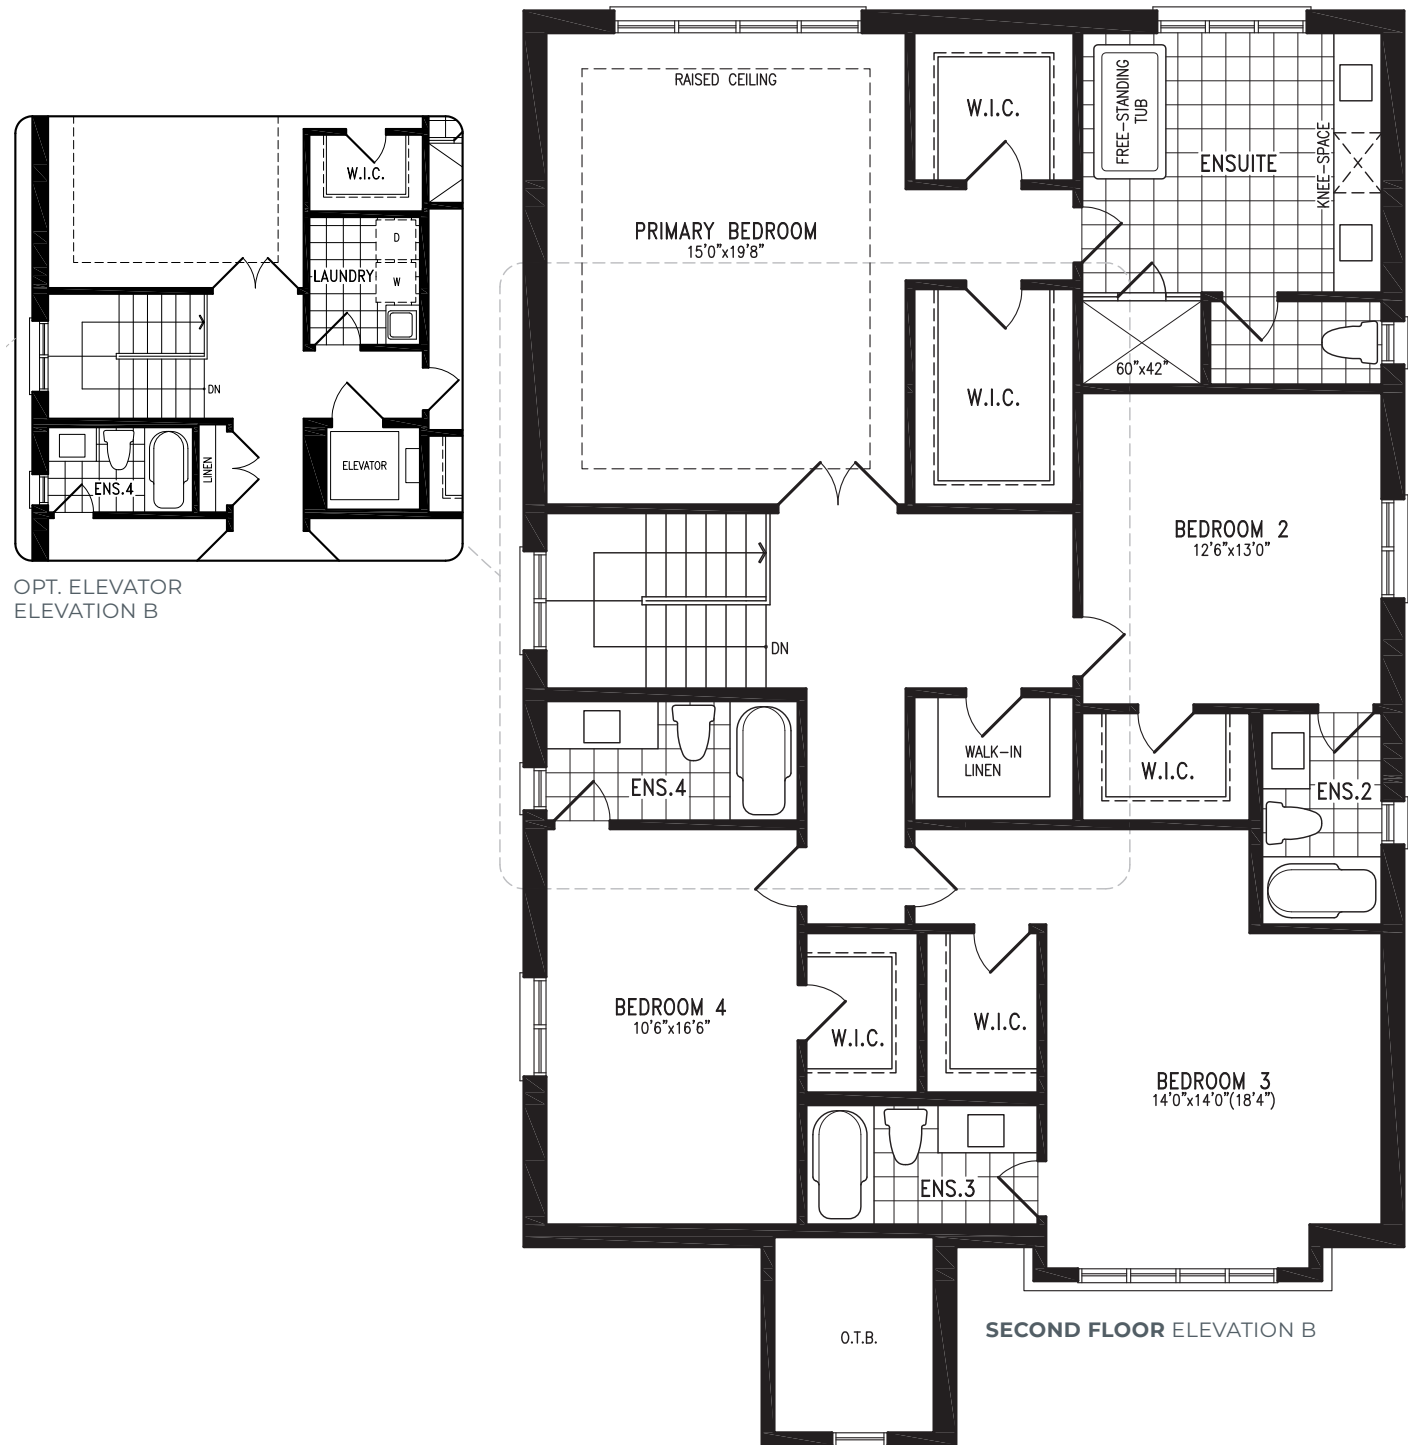 RAISED CEILING
W.I.C.
FREE-STANDING
TUB
ENSUITE
KNEE-SPACE
PRIMARY BEDROOM
15'0"x19'8"
W.I.C.
60"x42"
BEDROOM 2
12'6"x13'0"
DN
WALK-IN
LINEN
W.I.C.
ENS.2
ENS.4
BEDROOM 4
10'6"x16'6"
W.I.C.
W.I.C.
BEDROOM 3
14'0"x14'0"(18'4")
ENS.3
O.T.B.
SECOND FLOOR ELEVATION B
W.I.C.
D
LAUNDRY
W
DN
ELEVATOR
LINEN
ENS.4
OPT. ELEVATOR
ELEVATION B